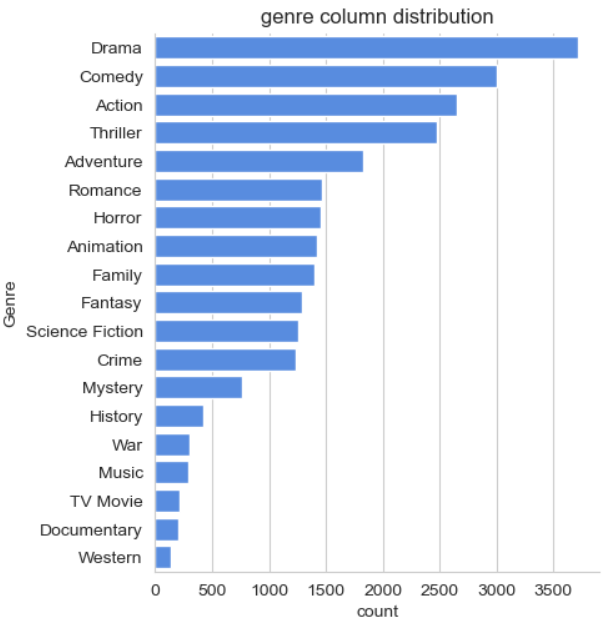 genre column distribution
Drama
Comedy
Action
Thriller
Adventure
Romance
Horror
Animation
Family
Fantasy
Science Fiction
Crime
Mystery
History
War
Music
TV Movie
Documentary
Western
Genre
0 500 1000 1500 2000 2500 3000 3500
count